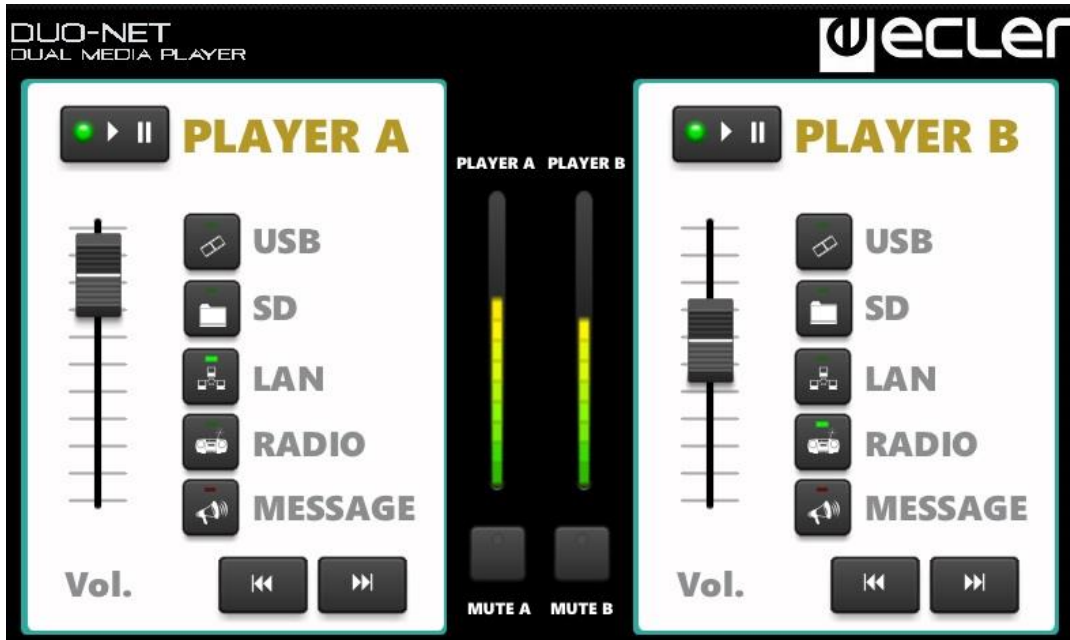 DUO-NET
DUAL MEDIA PLAYER
ecler
PLAYER A
USB
SD
LAN
RADIO
MESSAGE
Vol.
PLAYER A PLAYER B
MUTE A MUTE B
PLAYER B
USB
SD
LAN
RADIO
MESSAGE
Vol.